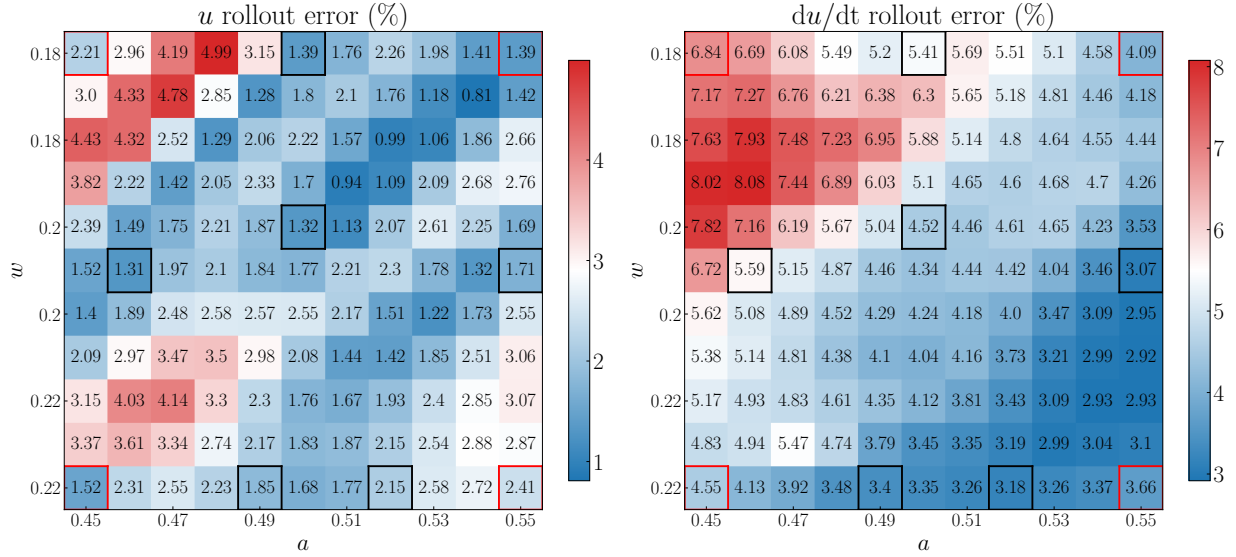 u rollout error (%)
0.18 2.21 2.96 4.19 4.99 3.15 1.39 1.76 2.26 1.98 1.41 1.39
3.0 4.33 4.78 2.85 1.28 1.8 2.1 1.76 1.18 0.81 1.42
0.18 4.43 4.32 2.52 1.29 2.06 2.22 1.57 0.99 1.06 1.86 2.66
3.82 2.22 1.42 2.05 2.33 1.7 0.94 1.09 2.09 2.68 2.76
0.2 2.39 1.49 1.75 2.21 1.87 1.32 1.13 2.07 2.61 2.25 1.69
w 1.52 1.31 1.97 2.1 1.84 1.77 2.21 2.3 1.78 1.32 1.71
0.2 1.4 1.89 2.48 2.58 2.57 2.55 2.17 1.51 1.22 1.73 2.55
2.09 2.97 3.47 3.5 2.98 2.08 1.44 1.42 1.85 2.51 3.06
0.22 3.15 4.03 4.14 3.3 2.3 1.76 1.67 1.93 2.4 2.85 3.07
3.37 3.61 3.34 2.74 2.17 1.83 1.87 2.15 2.54 2.88 2.87
0.22 1.52 2.31 2.55 2.23 1.85 1.68 1.77 2.15 2.58 2.72 2.41
0.45 0.47 0.49 0.51 0.53 0.55
a
4
3
2
1
du/dt rollout error (%)
0.18 6.84 6.69 6.08 5.49 5.2 5.41 5.69 5.51 5.1 4.58 4.09
7.17 7.27 6.76 6.21 6.38 6.3 5.65 5.18 4.81 4.46 4.18
0.18 7.63 7.93 7.48 7.23 6.95 5.88 5.14 4.8 4.64 4.55 4.44
8.02 8.08 7.44 6.89 6.03 5.1 4.65 4.6 4.68 4.7 4.26
0.2 7.82 7.16 6.19 5.67 5.04 4.52 4.46 4.61 4.65 4.23 3.53
w 6.72 5.59 5.15 4.87 4.46 4.34 4.44 4.42 4.04 3.46 3.07
0.2 5.62 5.08 4.89 4.52 4.29 4.24 4.18 4.0 3.47 3.09 2.95
5.38 5.14 4.81 4.38 4.1 4.04 4.16 3.73 3.21 2.99 2.92
0.22 5.17 4.93 4.83 4.61 4.35 4.12 3.81 3.43 3.09 2.93 2.93
4.83 4.94 5.47 4.74 3.79 3.45 3.35 3.19 2.99 3.04 3.1
0.22 4.55 4.13 3.92 3.48 3.4 3.35 3.26 3.18 3.26 3.37 3.66
0.45 0.47 0.49 0.51 0.53 0.55
a
8
7
6
5
4
3